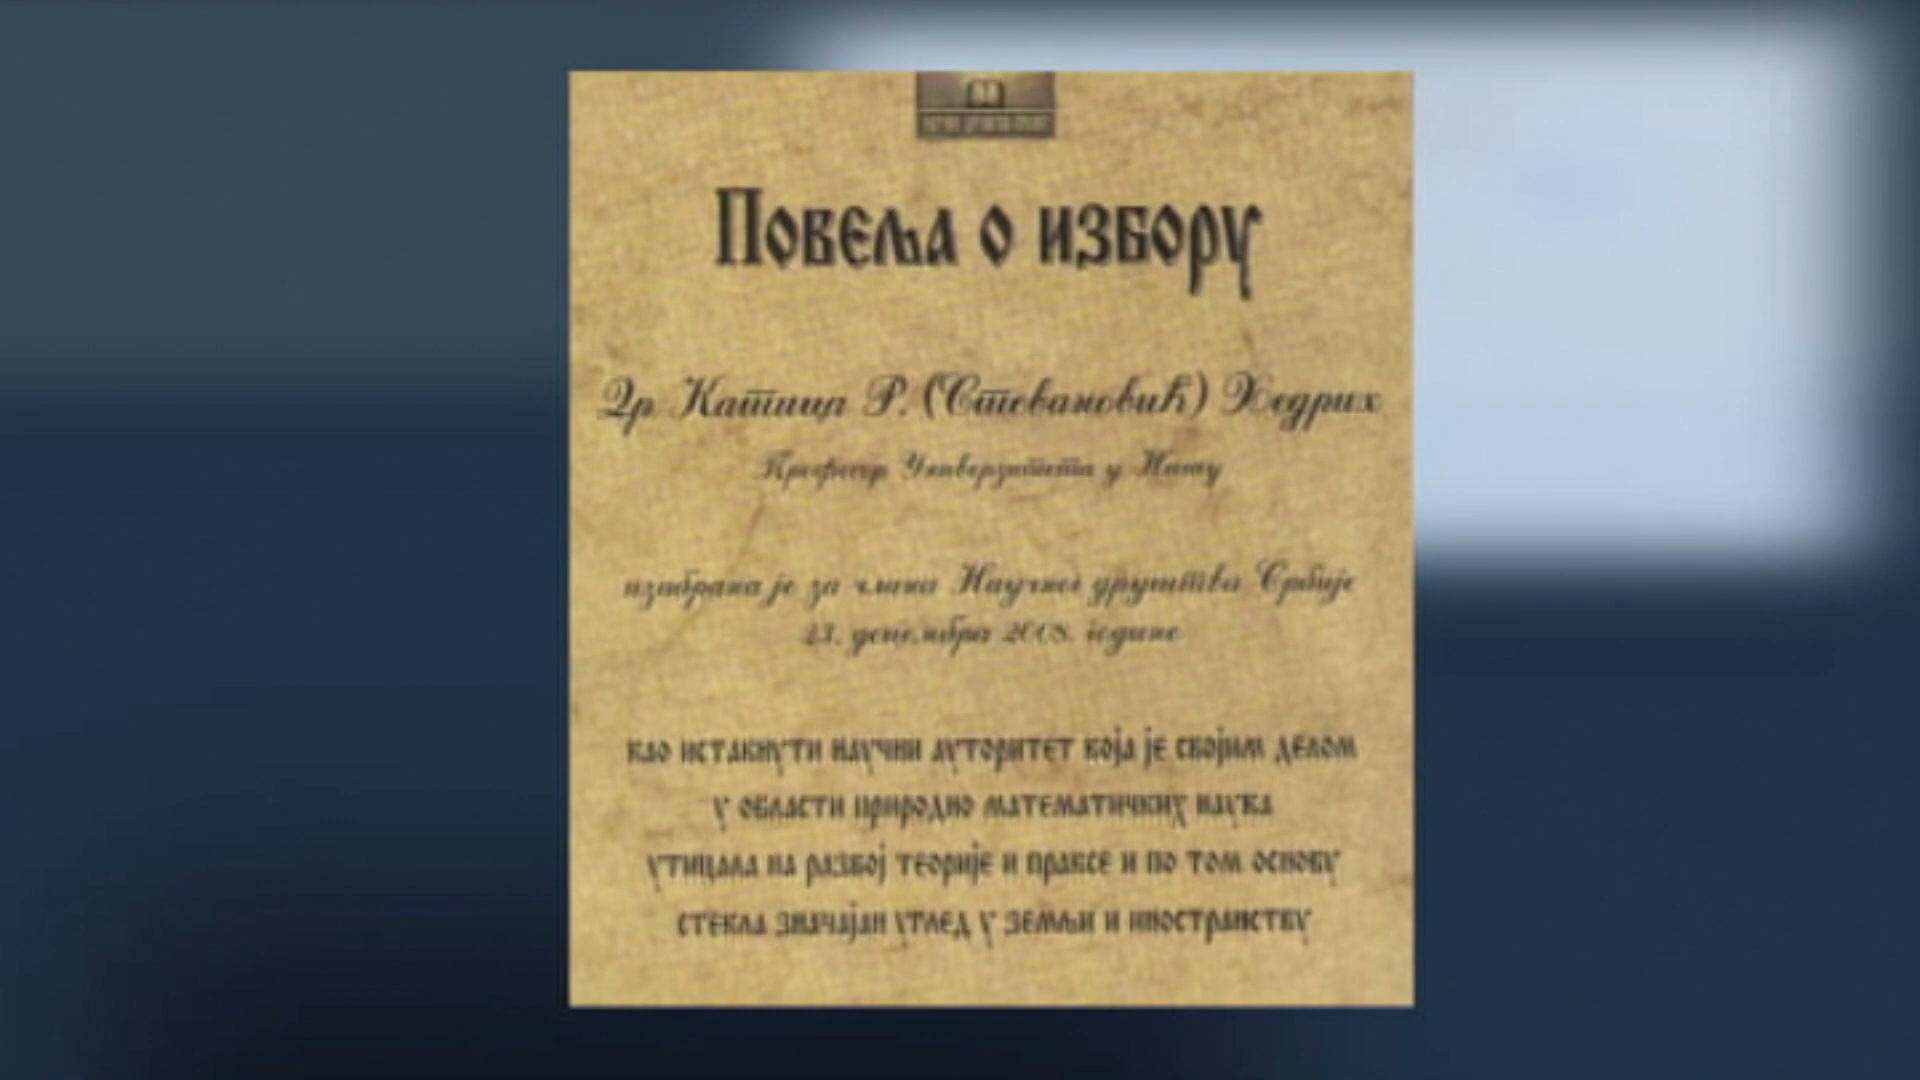 Повеља о избору
Др Катица Р. (Стевановић) Хедрих
Професор Универзитета у Нишу
изабрана је за члана Научног друштва Србије
23. децембра 2008. године
као истакнути научни ауторитет која је својим делом
у области природно математичких наука
утицала на развој теорије и праксе и по том основу
стекла значајан углед у земљи и иностранству